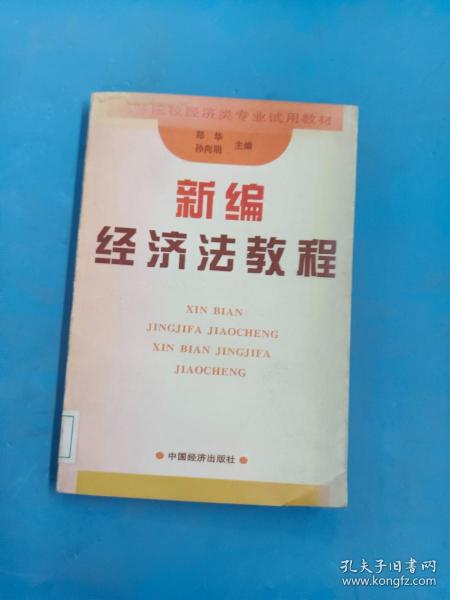 院校经济类专业试用教材
郑华
孙向明
主编
新编
经济法教程
XIN BIAN
JINGJIFA JIAOCHENG
XIN BIAN JINGJIFA
JIAOCHENG
中国经济出版社
孔夫子旧书网
www.kongfz.com